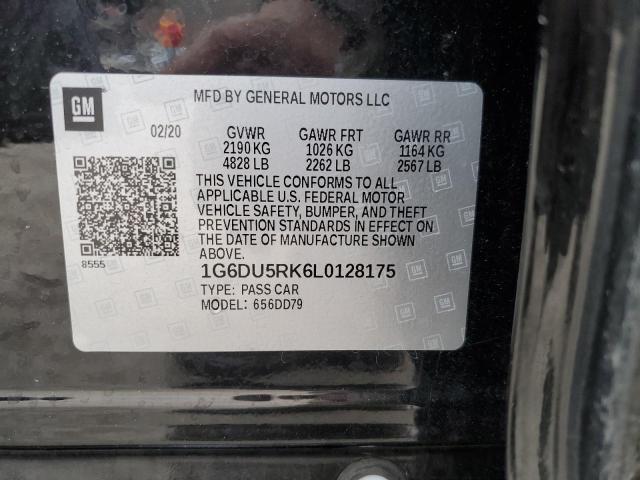 GM
MFD BY GENERAL MOTORS LLC
02/20 GVWR GAWR FRT GAWR RR
2190 KG 1026 KG 1164 KG
4828 LB 2262 LB 2567 LB
THIS VEHICLE CONFORMS TO ALL
APPLICABLE U.S. FEDERAL MOTOR
VEHICLE SAFETY, BUMPER, AND THEFT
PREVENTION STANDARDS IN EFFECT ON
THE DATE OF MANUFACTURE SHOWN
ABOVE.
8555
1G6DU5RK6L0128175
TYPE: PASS CAR
MODEL: 656DD79